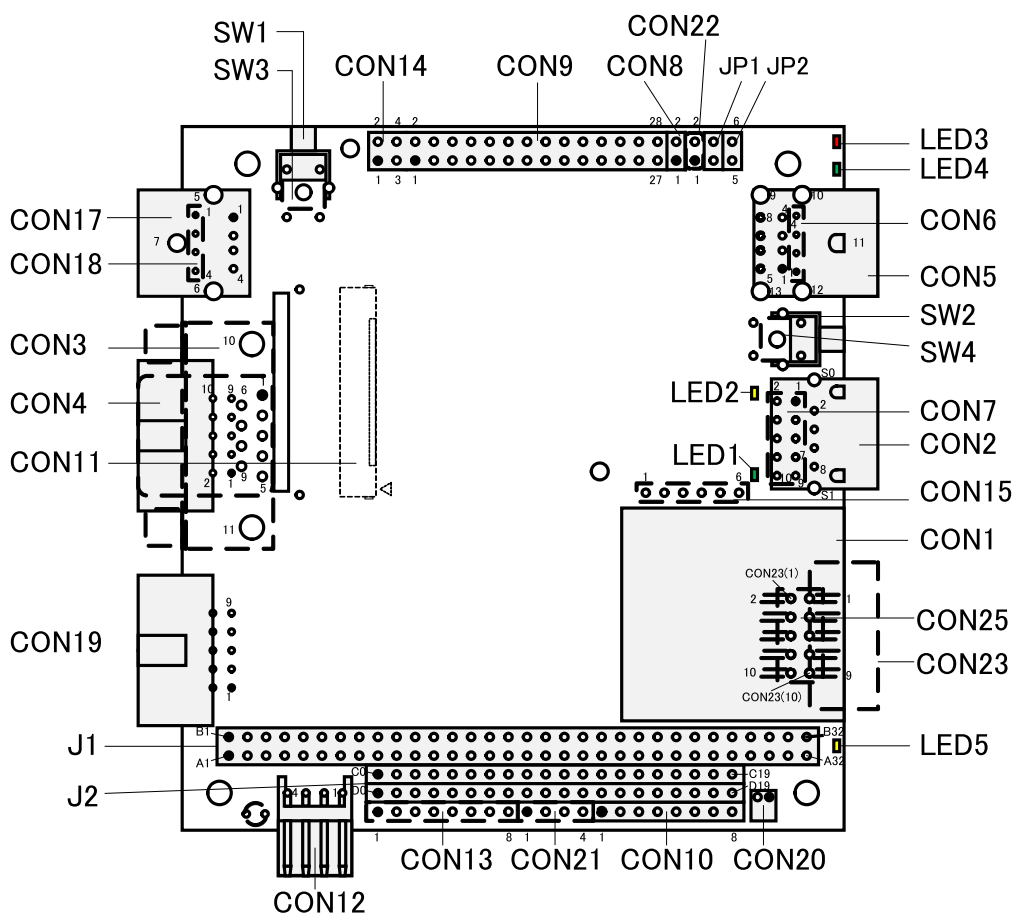 SW1
CON22
SW3
CON14
CON9
CON8
JP1
JP2
2 4 2
28 2 2 6
1 3 1
27 1 1 5
LED3
LED4
CON17
5
1 1
7
CON18
4 4
6
9 10
8 4
4
11
5 1 1
13 12
CON6
CON5
SW2
SW4
CON3
10
CON4
10 9 6 1
CON11
2 1 9 5
11
S0
LED2
2 1
2
CON7
CON2
LED1
7
8
10 9
S1
1 6
CON15
CON1
CON23(1)
2 1
CON25
CON23
10 9
CON23(10)
CON19
9
1
J1
B1
B32
A1
A32
LED5
J2
C0
C19
D0
D19
4 1
1 8 1 4 1 8
CON13
CON21
CON10
CON20
CON12